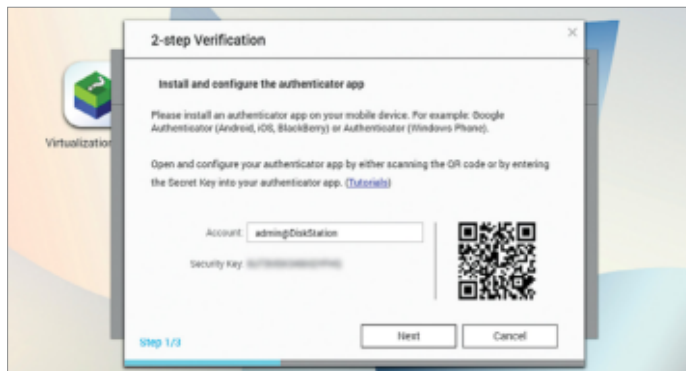 2-step Verification
Install and configure the authenticator app
Please install an authenticator app on your mobile device. For example: Google
Authenticator (Android, iOS, BlackBerry) or Authenticator (Windows Phone).
Open and configure your authenticator app by either scanning the QR code or by entering
the Secret Key into your authenticator app. (Tutorials)
Virtualization
Account: admin@DiskStation
Security Key:
Step 1/3
Next
Cancel